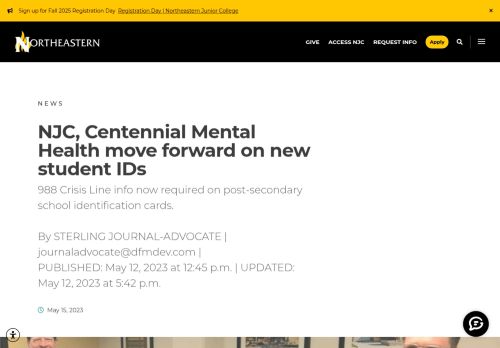 Sign up for Fall 2025 Registration Day Registration Day | Northeastern Junior College ×
NORTHEASTERN GIVE ACCESS NJC REQUEST INFO Apply
NEWS
NJC, Centennial Mental
Health move forward on new
student IDs
988 Crisis Line info now required on post-secondary
school identification cards.
By STERLING JOURNAL-ADVOCATE |
journaladvocate@dfmdev.com |
PUBLISHED: May 12, 2023 at 12:45 p.m. | UPDATED:
May 12, 2023 at 5:42 p.m.
May 15, 2023